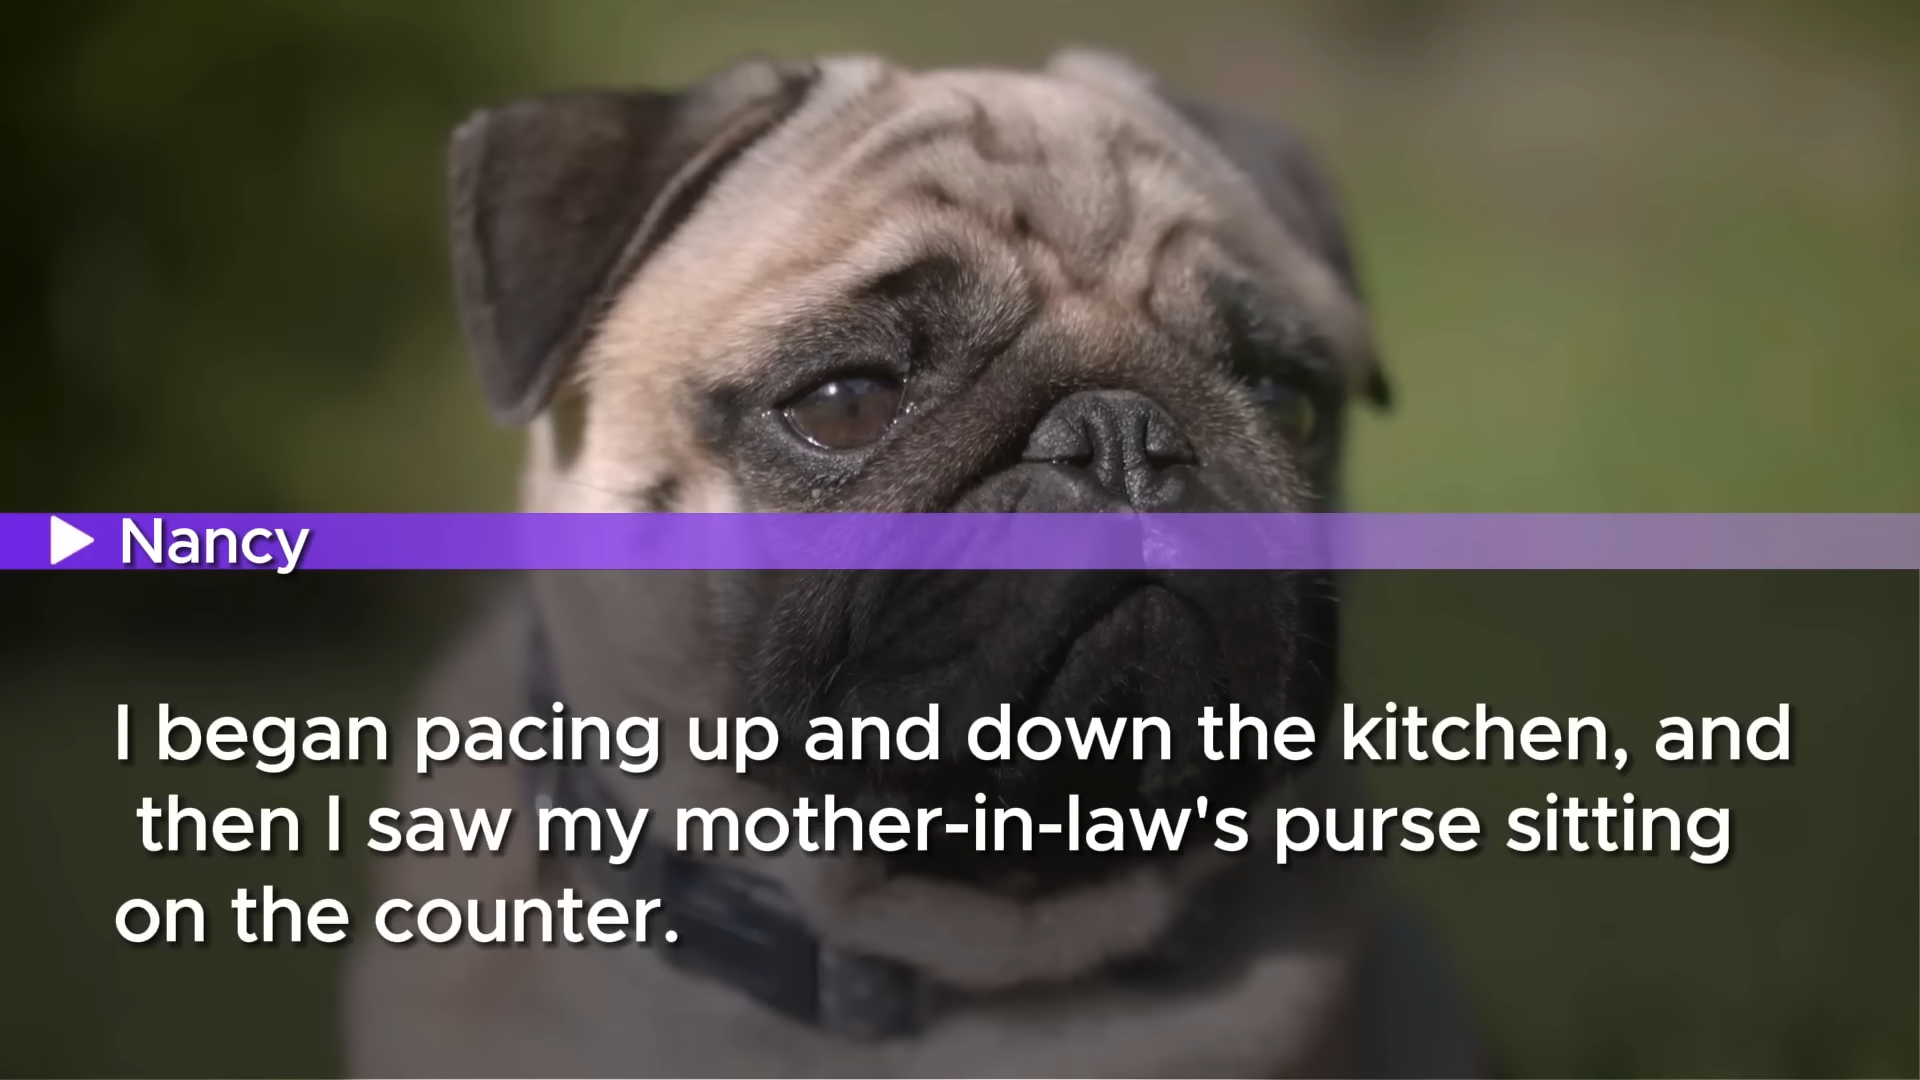 Nancy
I began pacing up and down the kitchen, and
then I saw my mother-in-law's purse sitting
on the counter.